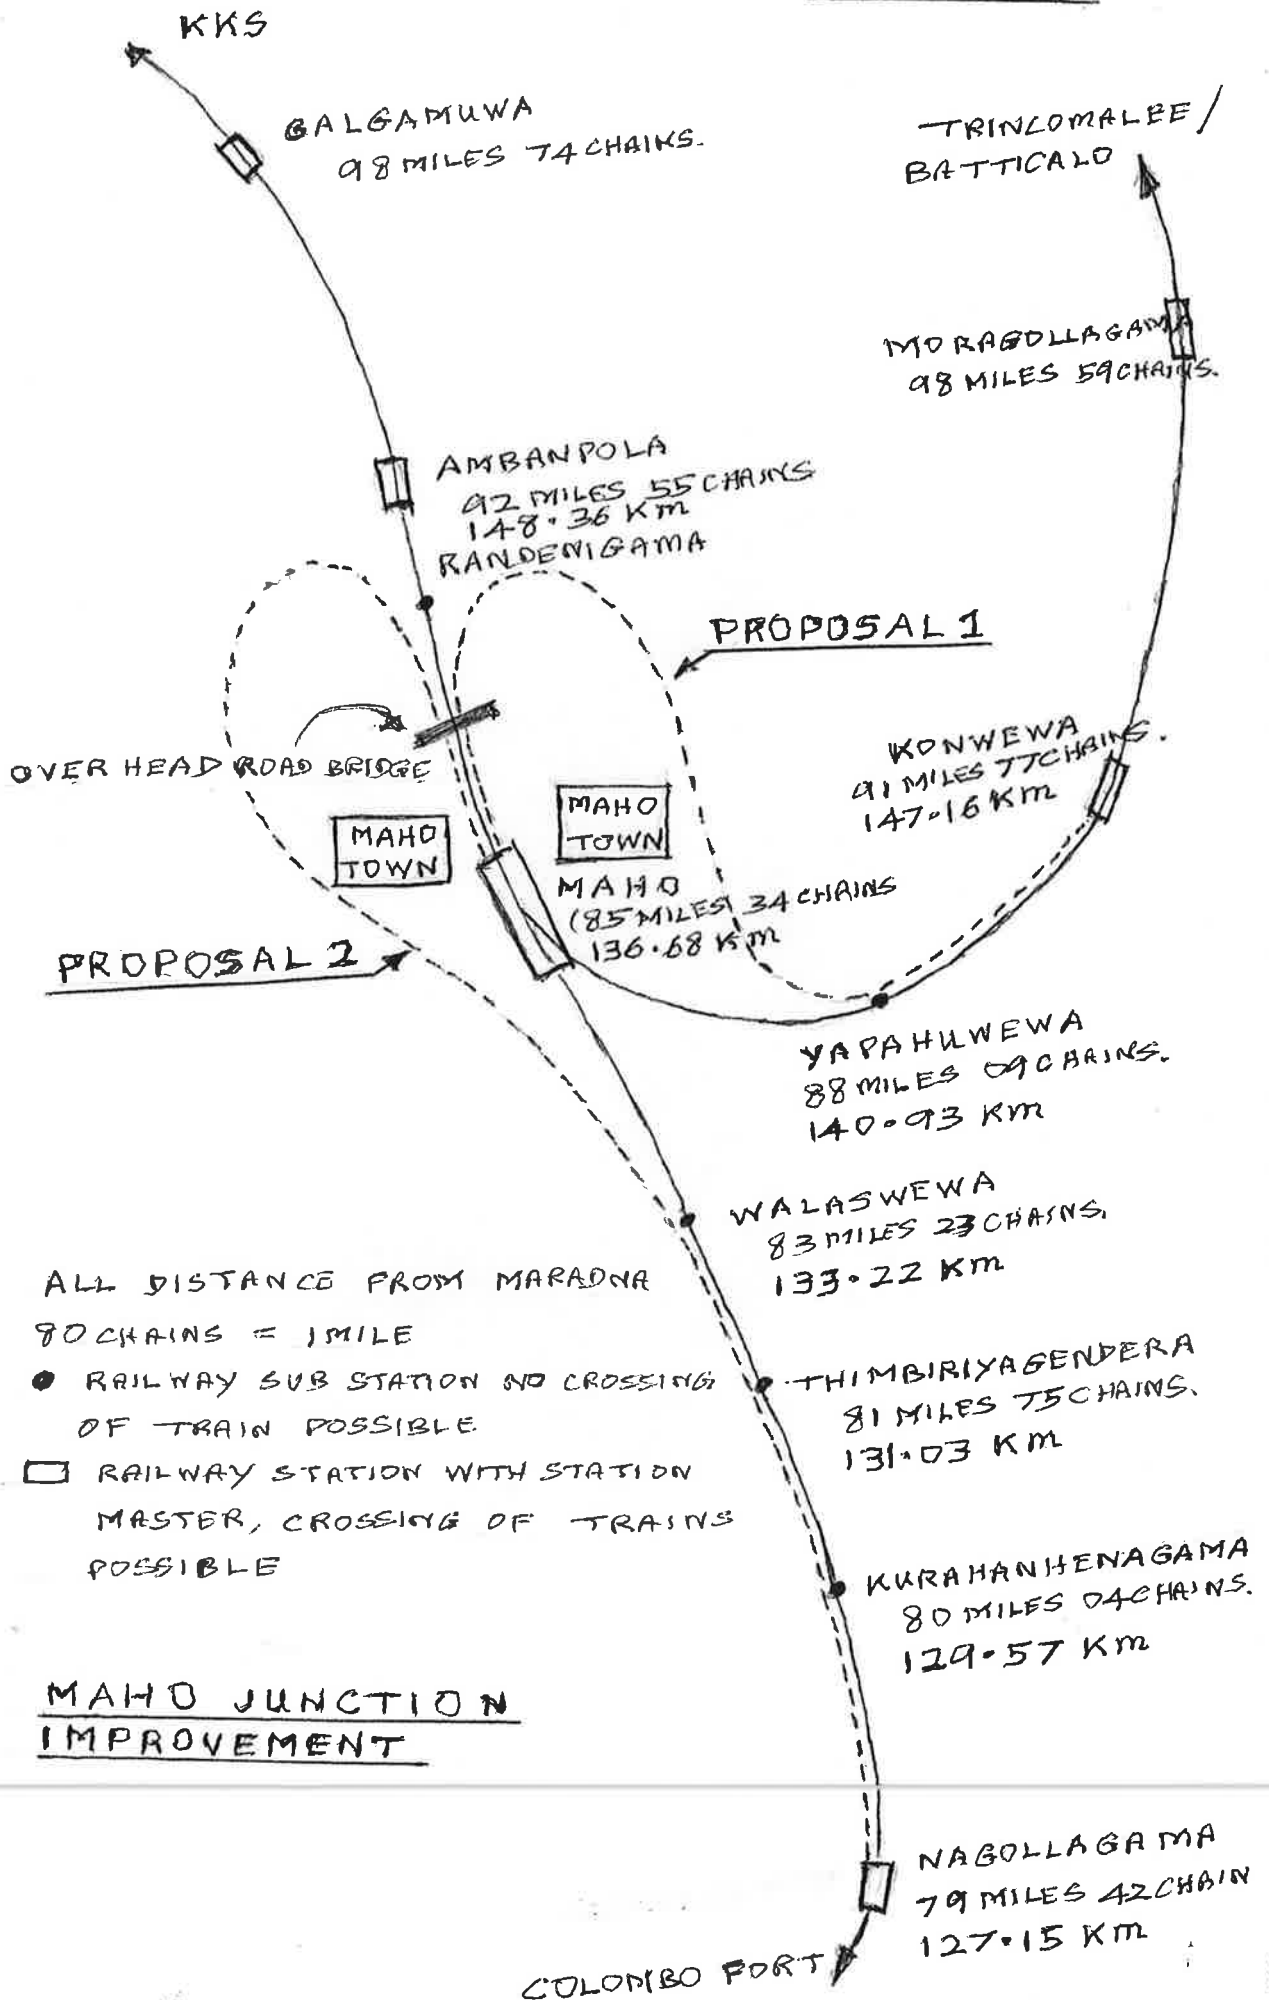 KKS
GALGAMUWA
98 MILES 74 CHAINS.
TRINCOMALEE/
BATTICALO
MORAGOLLAGAMA
98 MILES 59 CHAINS.
AMBANPOLA
92 MILES 55 CHAINS
148.36 Km
RANDENIGAMA
PROPOSAL 1
OVER HEAD ROAD BRIDGE
KONWEWA
91 MILES 77 CHAINS.
147.16 Km
MAHO
TOWN
MAHO
TOWN
MAHO
(85 MILES) 34 CHAINS
136.68 Km
PROPOSAL 2
YAPAHUWEWA
88 MILES 09 CHAINS.
140.93 Km
WALASWEWA
83 MILES 23 CHAINS.
133.22 Km
ALL DISTANCE FROM MARADNA
80 CHAINS = 1 MILE
RAILWAY SUB STATION NO CROSSING
OF TRAIN POSSIBLE
RAILWAY STATION WITH STATION
MASTER, CROSSING OF TRAINS
POSSIBLE
THIMBIRIYAGENDERA
81 MILES 75 CHAINS.
131.03 Km
KURAHANHENAGAMA
80 MILES 04 CHAINS.
129.57 Km
MAHO JUNCTION
IMPROVEMENT
NAGOLLAGAMA
79 MILES 42 CHAIN
127.15 Km
COLOMBO FORT